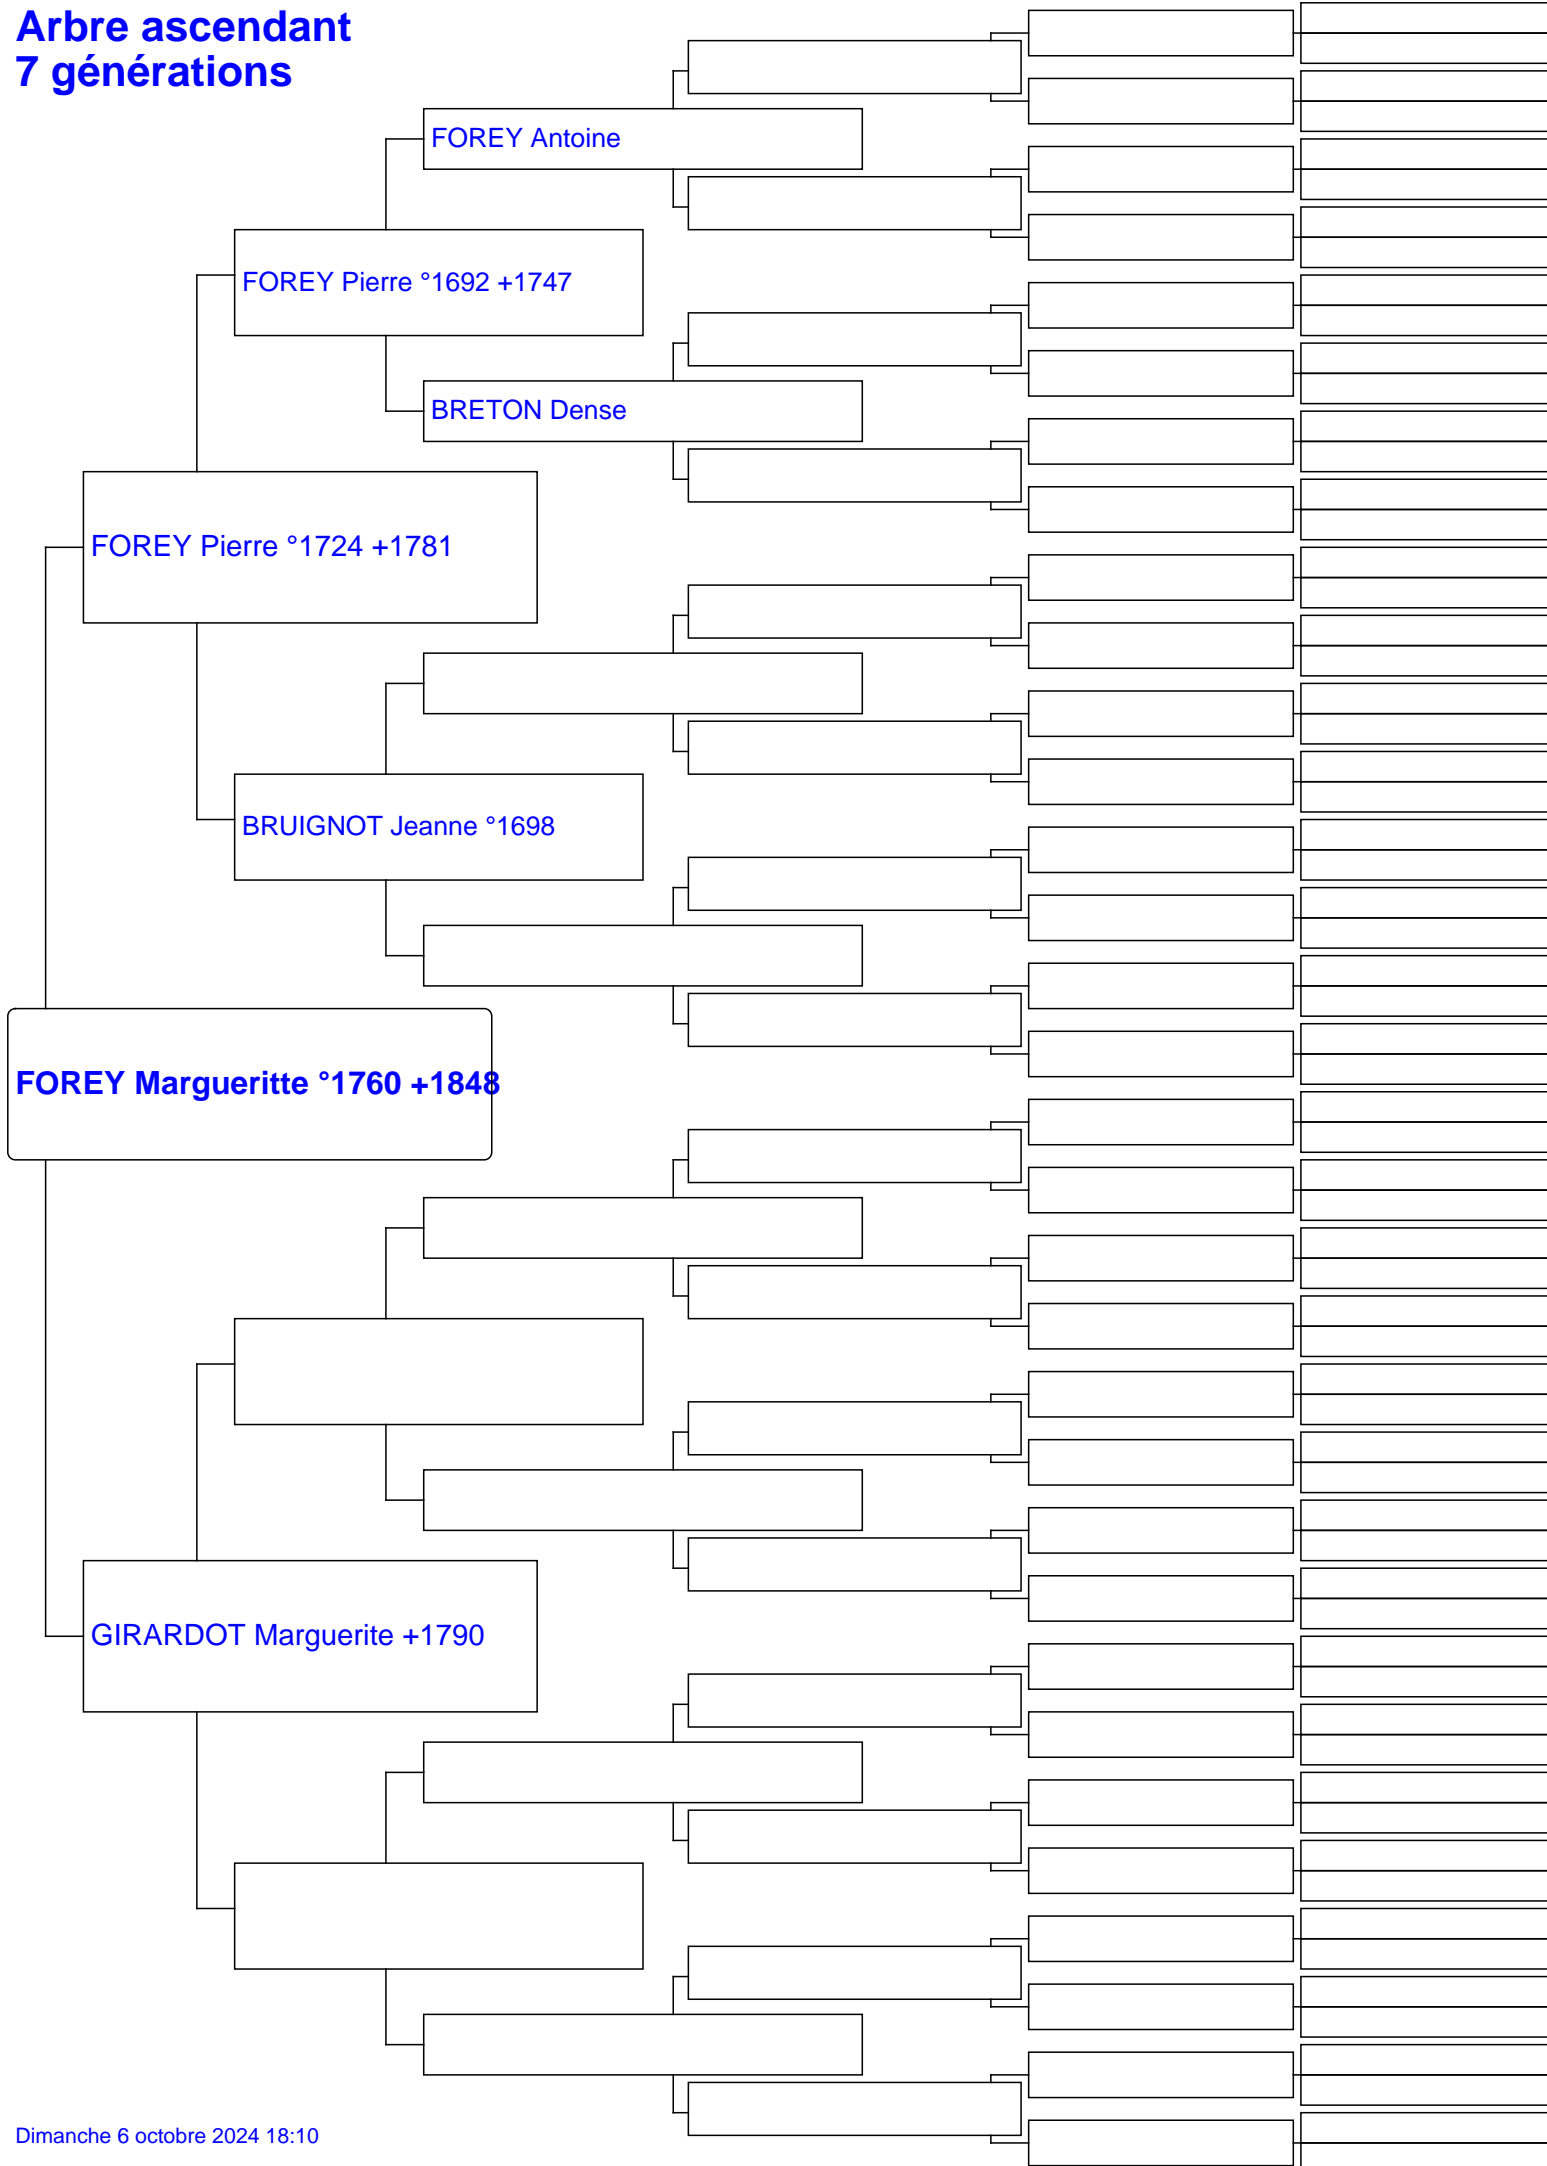 Arbre ascendant
7 générations
FOREY Antoine
FOREY Pierre °1692 +1747
BRETON Dense
FOREY Pierre °1724 +1781
BRUIGNOT Jeanne °1698
FOREY Margueritte °1760 +1848
GIRARDOT Marguerite +1790
Dimanche 6 octobre 2024 18:10